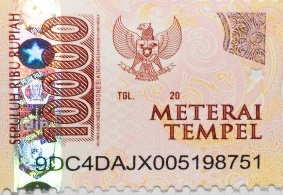 SEPULUH RIBU RUPIAH
10000
TGL. 20
METERAI
TEMPEL
9DC4DAJX005198751